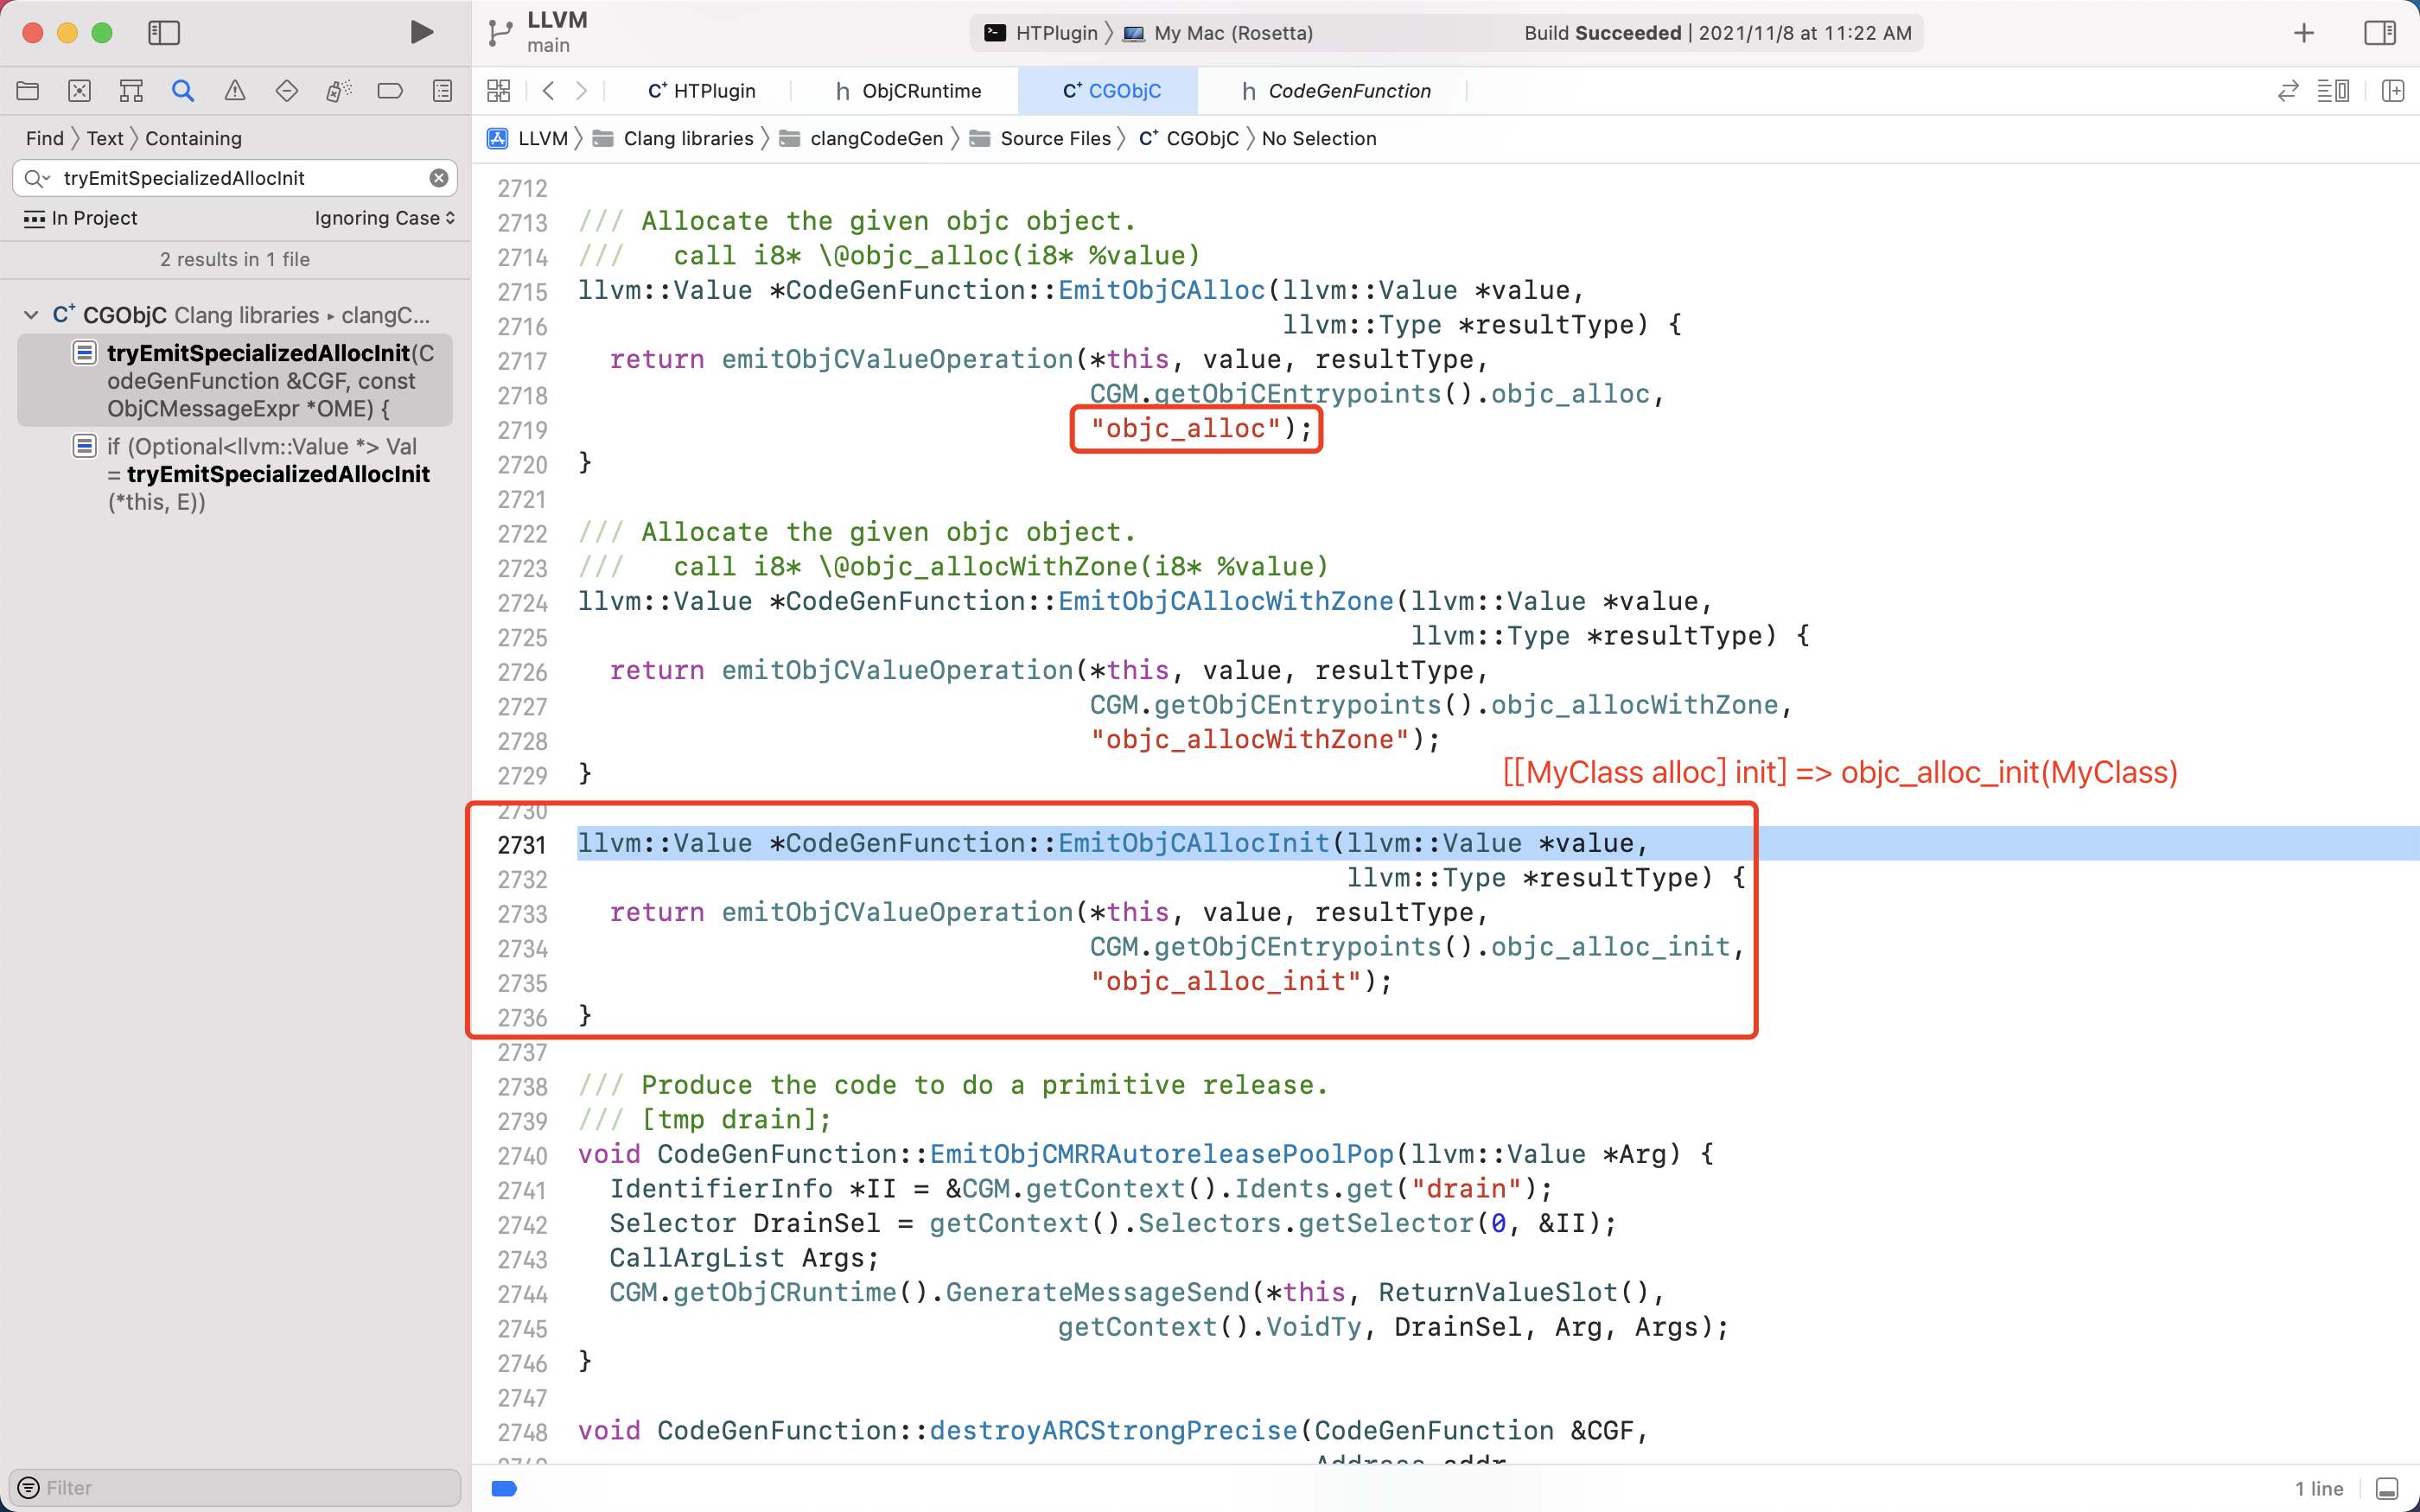 LLVM
main
HTPlugin 〉 My Mac (Rosetta)
Build Succeeded | 2021/11/8 at 11:22 AM
HTPlugin
h ObjCRuntime
CGObjC
h CodeGenFunction
Find 〉 Text 〉 Containing
LLVM 〉 Clang libraries 〉 clangCodeGen 〉 Source Files 〉 CGObjC 〉 No Selection
tryEmitSpecializedAllocInit
In Project
Ignoring Case
2 results in 1 file
CGObjC Clang libraries ▸ clangC...
tryEmitSpecializedAllocInit(C
odeGenFunction &CGF, const
ObjCMessageExpr *OME) {
if (Optional<llvm::Value *> Val
= tryEmitSpecializedAllocInit
(*this, E))
Filter
2712
2713 /// Allocate the given objc object.
2714 ///   call i8* \@objc_alloc(i8* %value)
2715 llvm::Value *CodeGenFunction::EmitObjCAlloc(llvm::Value *value,
2716 llvm::Type *resultType) {
2717   return emitObjCValueOperation(*this, value, resultType,
2718 CGM.getObjCEntrypoints().objc_alloc,
2719 "objc_alloc");
2720 }
2721
2722 /// Allocate the given objc object.
2723 ///   call i8* \@objc_allocWithZone(i8* %value)
2724 llvm::Value *CodeGenFunction::EmitObjCAllocWithZone(llvm::Value *value,
2725 llvm::Type *resultType) {
2726   return emitObjCValueOperation(*this, value, resultType,
2727 CGM.getObjCEntrypoints().objc_allocWithZone,
2728 "objc_allocWithZone");
2729 }
[[MyClass alloc] init] => objc_alloc_init(MyClass)
2730
2731 llvm::Value *CodeGenFunction::EmitObjCAllocInit(llvm::Value *value,
2732 llvm::Type *resultType) {
2733   return emitObjCValueOperation(*this, value, resultType,
2734 CGM.getObjCEntrypoints().objc_alloc_init,
2735 "objc_alloc_init");
2736 }
2737
2738 /// Produce the code to do a primitive release.
2739 /// [tmp drain];
2740 void CodeGenFunction::EmitObjCMRRAutoreleasePoolPop(llvm::Value *Arg) {
2741   IdentifierInfo *II = &CGM.getContext().Idents.get("drain");
2742   Selector DrainSel = getContext().Selectors.getSelector(0, &II);
2743   CallArgList Args;
2744   CGM.getObjCRuntime().GenerateMessageSend(*this, ReturnValueSlot(),
2745 getContext().VoidTy, DrainSel, Arg, Args);
2746 }
2747
2748 void CodeGenFunction::destroyARCStrongPrecise(CodeGenFunction &CGF,
1 line